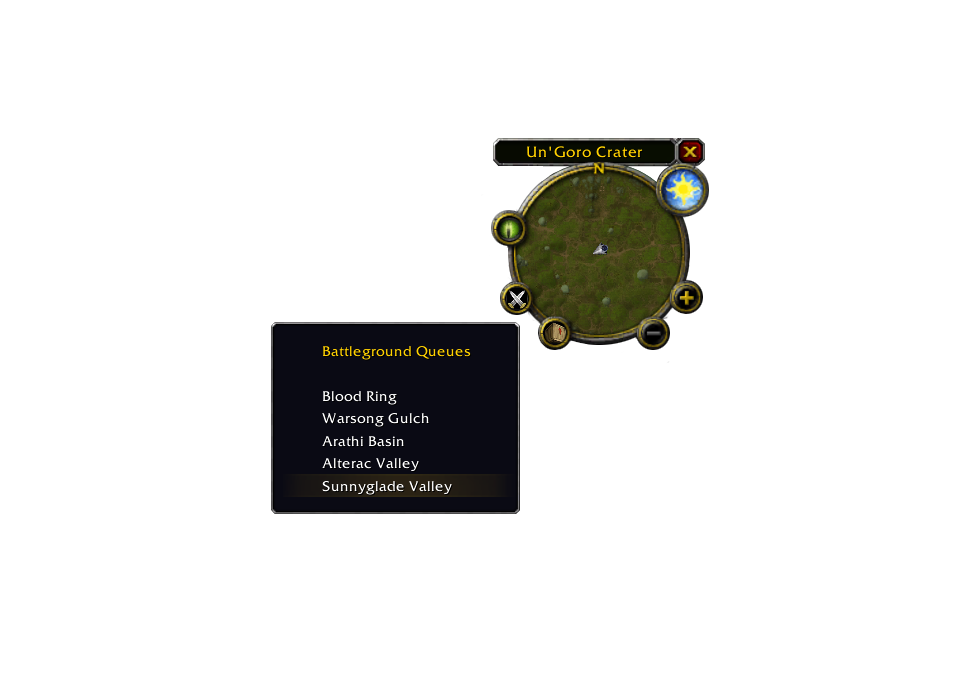 Un'Goro Crater
N
Battleground Queues
Blood Ring
Warsong Gulch
Arathi Basin
Alterac Valley
Sunnyglade Valley